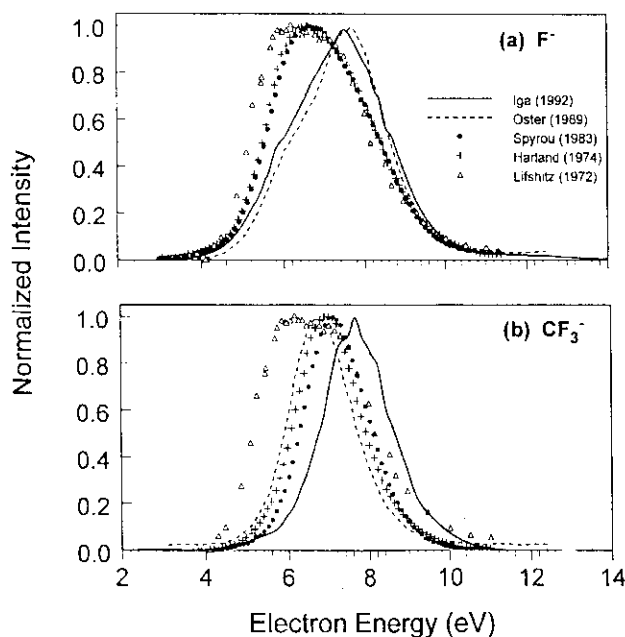 1.0
0.8
0.6
0.4
0.2
0.0
(a) F-
Iga (1992)
Oster (1989)
Spyrou (1983)
Harland (1974)
Lifshitz (1972)
Normalized Intensity
1.0
0.8
0.6
0.4
0.2
0.0
(b) CF3-
2 4 6 8 10 12 14
Electron Energy (eV)